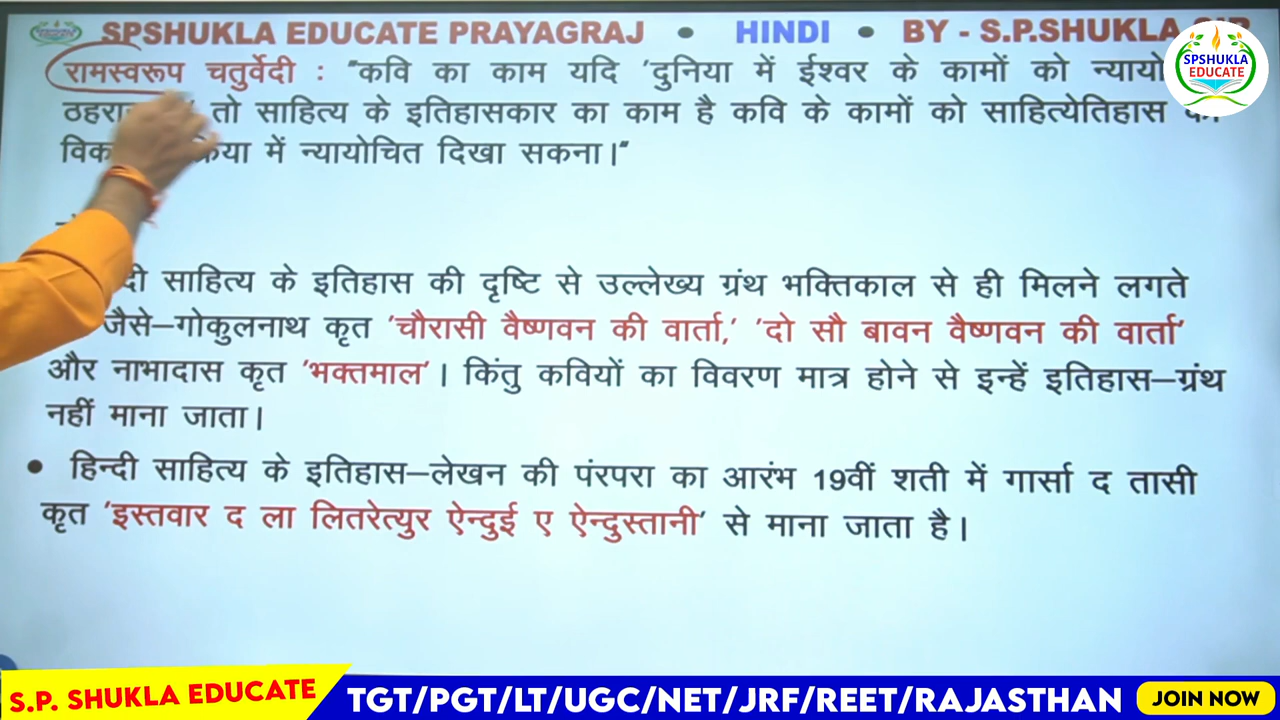 SPSHUKLA EDUCATE PRAYAGRAJ • HINDI • BY - S.P.SHUKLA
SPSHUKLA
EDUCATE
रामस्वरूप चतुर्वेदी : "कवि का काम यदि 'दुनिया में ईश्वर के कामों को
तो साहित्य के इतिहासकार का काम है कवि के कामों को साहित्येतिहास
में न्यायोचित दिखा सकना।"
साहित्य के इतिहास की दृष्टि से उल्लेख्य ग्रंथ भक्तिकाल से ही मिलने लगते
जैसे–गोकुलनाथ कृत 'चौरासी वैष्णवन की वार्ता,' 'दो सौ बावन वैष्णवन की वार्ता'
और नाभादास कृत 'भक्तमाल'। किंतु कवियों का विवरण मात्र होने से इन्हें इतिहास–ग्रंथ
नहीं माना जाता।
• हिन्दी साहित्य के इतिहास–लेखन की पंरपरा का आरंभ 19वीं शती में गार्सा द तासी
कृत 'इस्तवार द ला लितरेत्युर ऐन्दुई ए ऐन्दुस्तानी' से माना जाता है।
S.P. SHUKLA EDUCATE
TGT/PGT/LT/UGC/NET/JRF/REET/RAJASTHAN
JOIN NOW